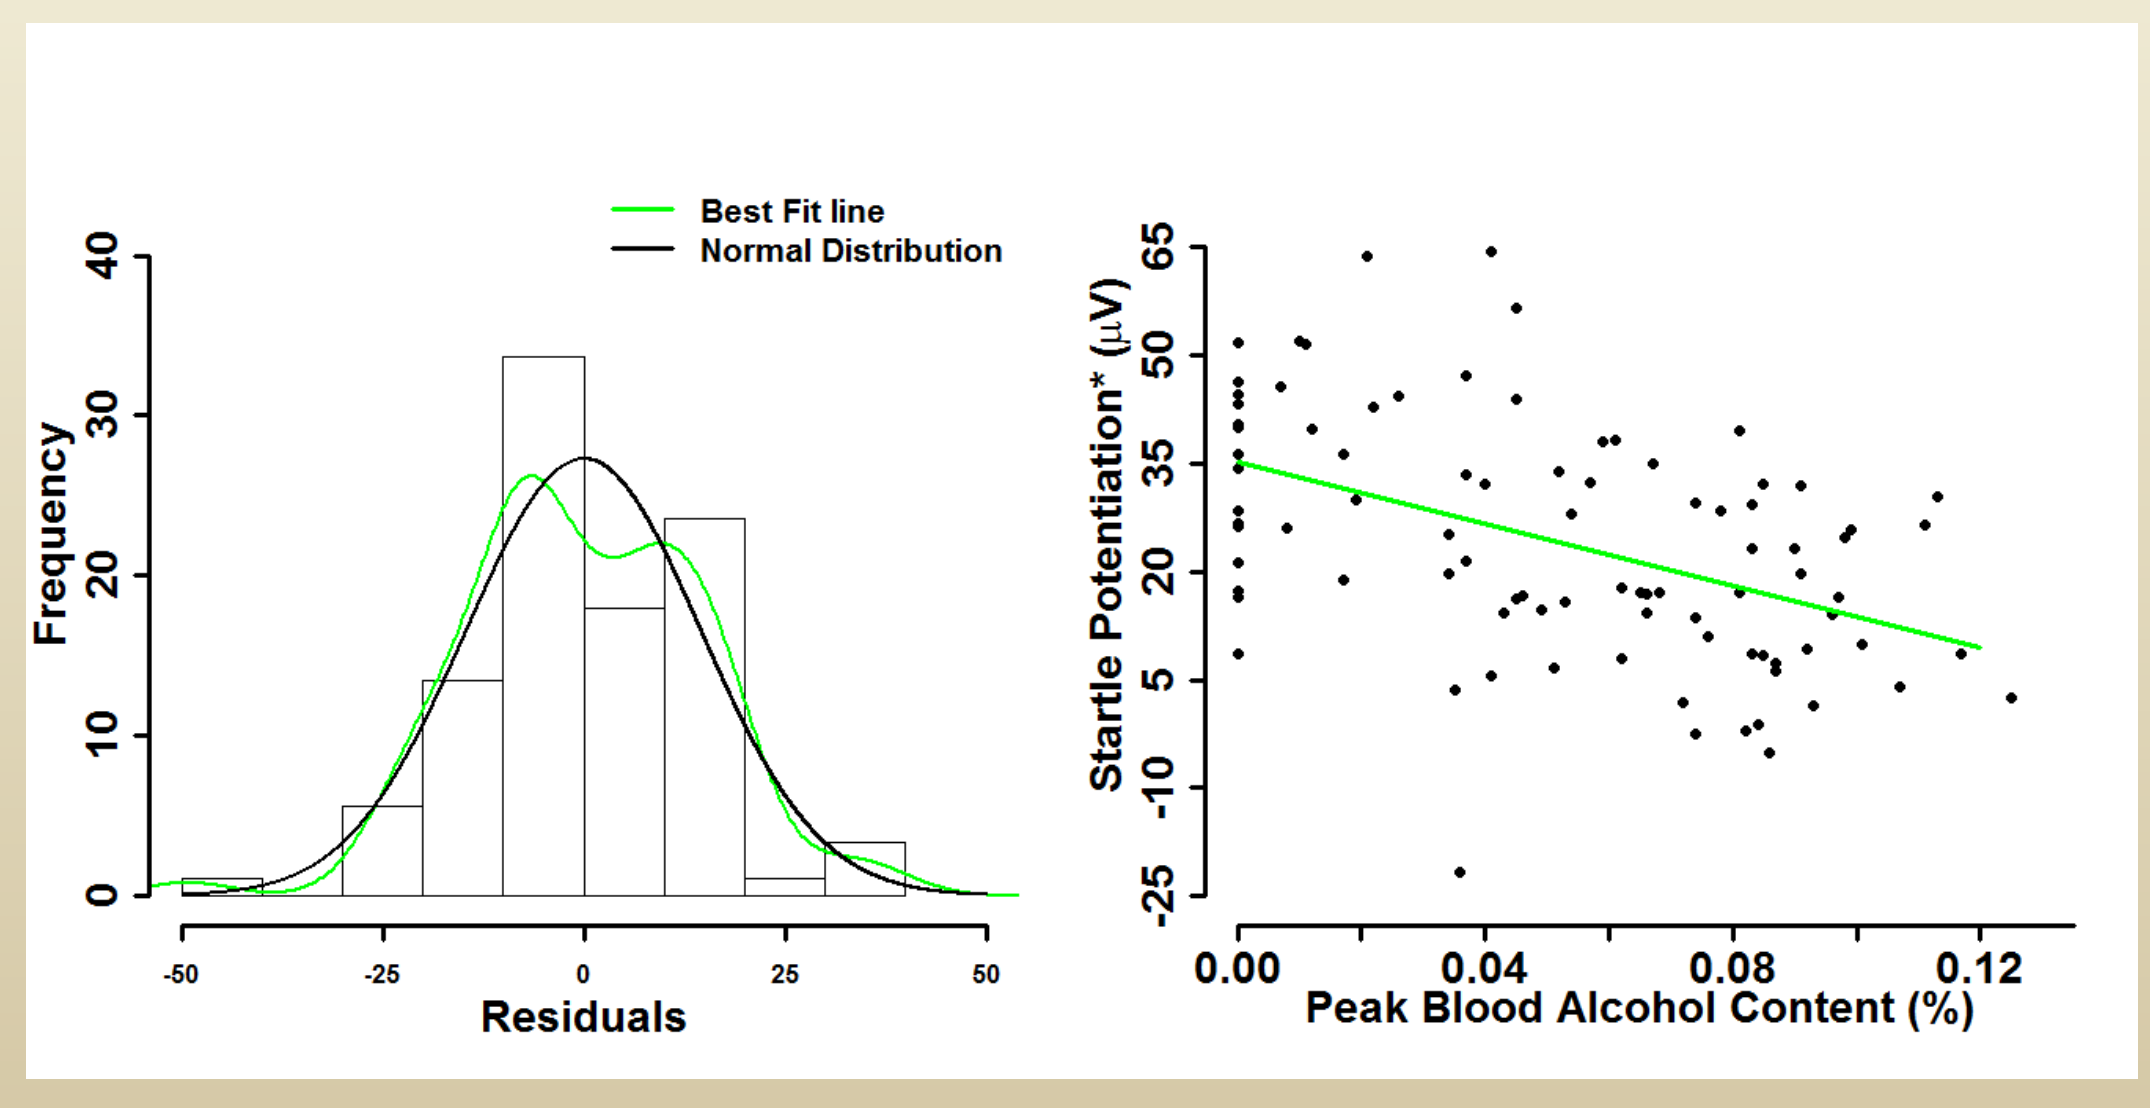 Best Fit line
Normal Distribution
Frequency
40
30
20
10
0
-50 -25 0 25 50
Residuals
Startle Potentiation* (μV)
65
50
35
20
5
-10
-25
0.00 0.04 0.08 0.12
Peak Blood Alcohol Content (%)